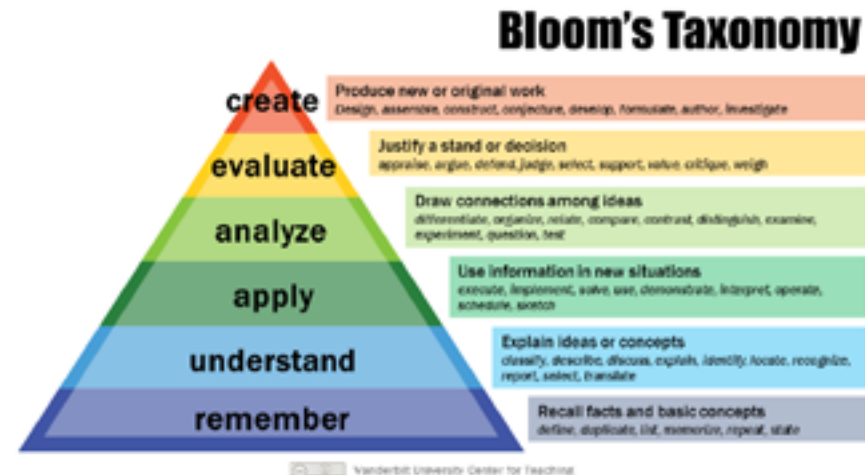 Bloom's Taxonomy
create
Produce new or original work
Design, assemble, construct, conjecture, develop, formulate, author, investigate
evaluate
Justify a stand or decision
appraise, argue, defend, judge, select, support, value, critique, weigh
analyze
Draw connections among ideas
differentiate, organize, relate, compare, contrast, distinguish, examine,
experiment, question, test
apply
Use information in new situations
execute, implement, solve, use, demonstrate, interpret, operate,
schedule, sketch
understand
Explain ideas or concepts
classify, describe, discuss, explain, identify, locate, recognize,
report, select, translate
remember
Recall facts and basic concepts
define, duplicate, list, memorize, repeat, state
Vanderbilt University Center for Teaching